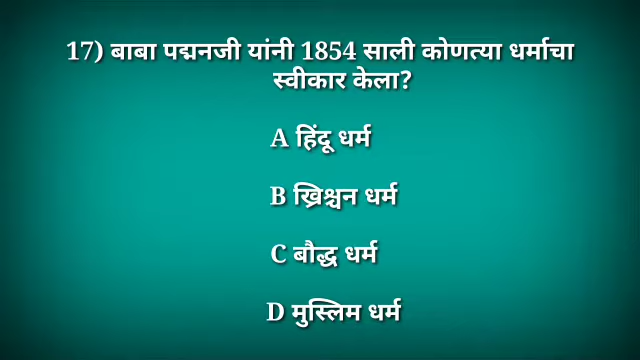 17) बाबा पद्मनजी यांनी 1854 साली कोणत्या धर्माचा
स्वीकार केला?
A हिंदू धर्म
B ख्रिश्चन धर्म
C बौद्ध धर्म
D मुस्लिम धर्म